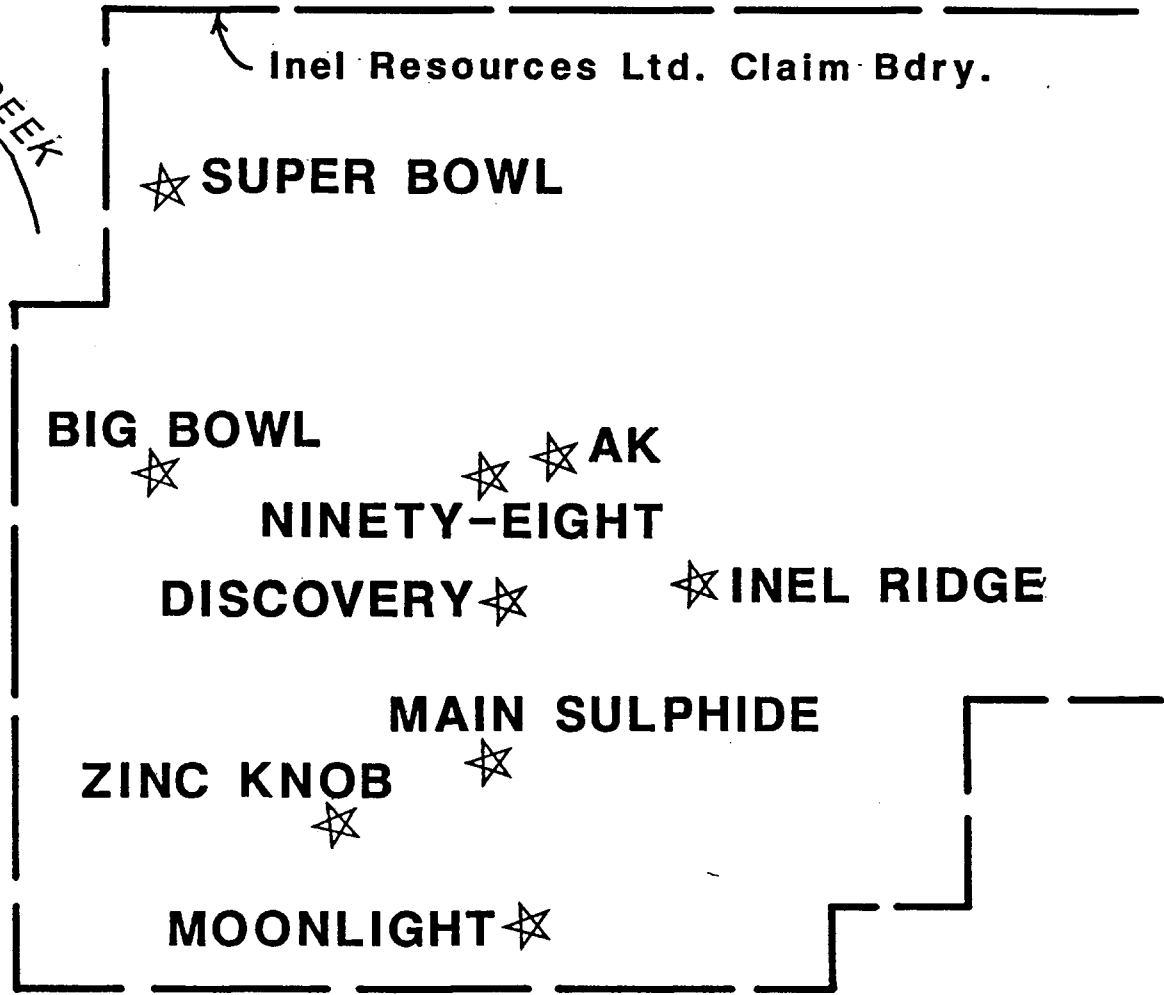 Inel Resources Ltd. Claim Bdry.
SUPER BOWL
BIG BOWL
AK
NINETY-EIGHT
DISCOVERY
INEL RIDGE
MAIN SULPHIDE
ZINC KNOB
MOONLIGHT